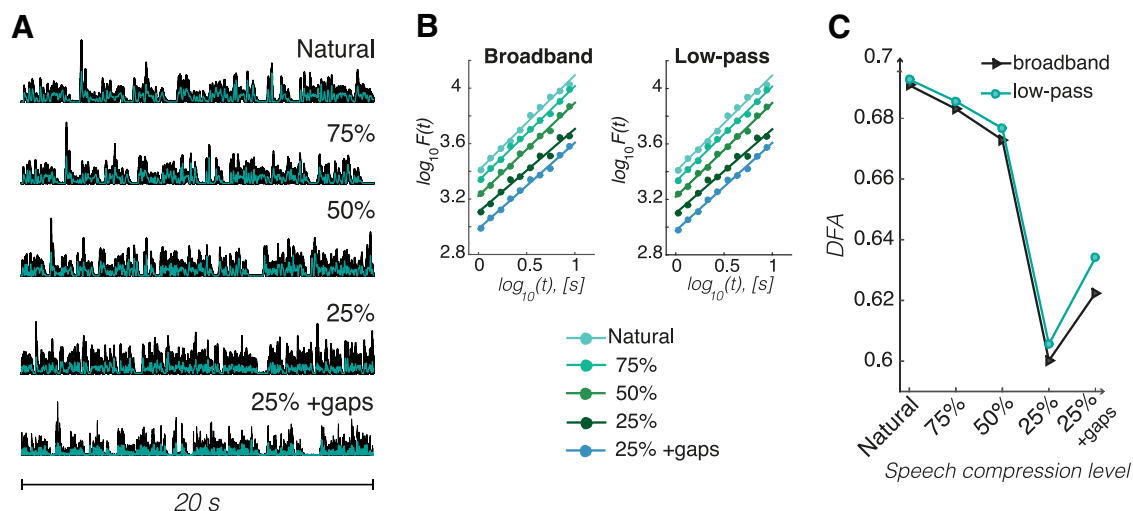 A
Natural
75%
50%
25%
25% +gaps
20 s
B
Broadband
Low-pass
log10F(t)
4
3.6
3.2
2.8
0
0.5
1
log10(t), [s]
log10F(t)
4
3.6
3.2
2.8
0
0.5
1
log10(t), [s]
Natural
75%
50%
25%
25% +gaps
C
broadband
low-pass
DFA
0.7
0.68
0.66
0.64
0.62
0.6
Natural
75%
50%
25%
25%
+gaps
Speech compression level